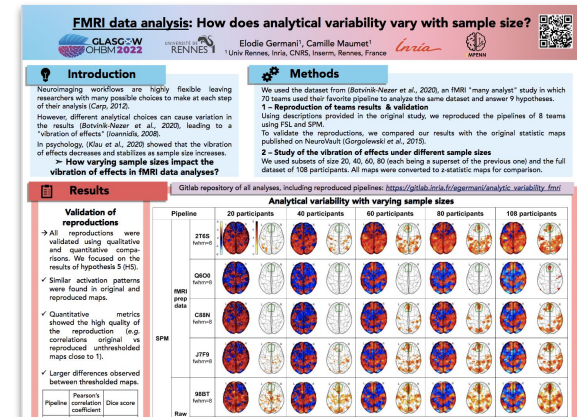 FMRI data analysis: How does analytical variability vary with sample size?
GLASGOW
OHBM2022
UNIVERSITÉ DE
RENNES
Elodie Germani¹, Camille Maumet¹
¹ Univ Rennes, Inria, CNRS, Inserm, Rennes, France
Inria
MPENN
Introduction
Neuroimaging workflows are highly flexible leaving
researchers with many possible choices to make at each step
of their analysis (Carp, 2012).
However, different analytical choices can cause variation in
the results (Botvinik-Nezer et al., 2020), leading to a
"vibration of effects" (Ioannidis, 2008).
In psychology, (Klau et al., 2020) showed that the vibration
of effects decreases and stabilizes as sample size increases.
➢ How varying sample sizes impact the
vibration of effects in fMRI data analyses?
Methods
We used the dataset from (Botvinik-Nezer et al., 2020), an fMRI "many analyst" study in which
70 teams used their favorite pipeline to analyze the same dataset and answer 9 hypotheses.
1 – Reproduction of teams results & validation
Using descriptions provided in the original study, we reproduced the pipelines of 8 teams
using FSL and SPM.
To validate the reproductions, we compared our results with the original statistic maps
published on NeuroVault (Gorgolewski et al., 2015).
2 – Study of the vibration of effects under different sample sizes
We used subsets of size 20, 40, 60, 80 (each being a superset of the previous one) and the full
dataset of 108 participants. All maps were converted to z-statistic maps for comparison.
Results
Gitlab repository of all analyses, including reproduced pipelines: https://gitlab.inria.fr/egermani/analytic_variability_fmri
Validation of
reproductions
→ All reproductions were
validated using qualitative
and quantitative compa-
risons. We focused on the
results of hypothesis 5 (H5).
✓ Similar activation patterns
were found in original and
reproduced maps.
✓ Quantitative metrics
showed the high quality of
the reproduction (e.g.
correlations original vs
reproduced unthresholded
maps close to 1).
✓ Larger differences observed
between thresholded maps.
Pipeline
Pearson's
correlation
coefficient
Dice score
Analytical variability with varying sample sizes
Pipeline 20 participants 40 participants 60 participants 80 participants 108 participants
SPM
fMRI
prep
data
2T6S
fwhm=8
Q6O0
fwhm=8
C88N
fwhm=8
J7F9
fwhm=8
Raw
98BT
fwhm=8